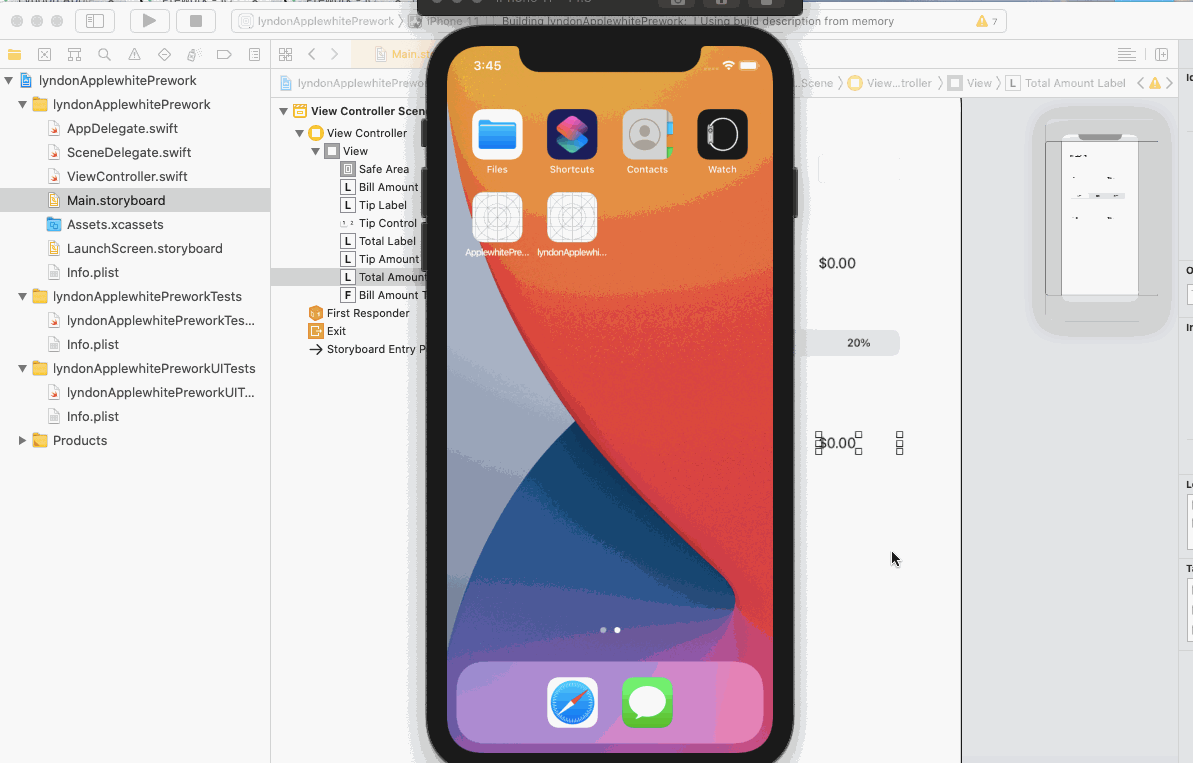 lyndonApplewhitePrework
iPhone 11
Building lyndonApplewhitePrework:
Using build description from memory
7
Main.st
lyndonApplewhitePrework
lyndonApplewhitePrework
AppDelegate.swift
SceneDelegate.swift
ViewController.swift
Main.storyboard
Assets.xcassets
LaunchScreen.storyboard
Info.plist
lyndonApplewhitePreworkTests
lyndonApplewhitePreworkTes...
Info.plist
lyndonApplewhitePreworkUITests
lyndonApplewhitePreworkUIT...
Info.plist
Products
lyndonApplewhitePrework
Scene
View...troller
View
L Total Amount Label
View Controller Scen
View Controller
View
Safe Area
L Bill Amount
L Tip Label
Tip Control
L Total Label
L Tip Amount
L Total Amount
F Bill Amount T
First Responder
Exit
Storyboard Entry P
3:45
Files
Shortcuts
Contacts
Watch
ApplewhitePre...
lyndonApplewhi...
$0.00
20%
$0.00